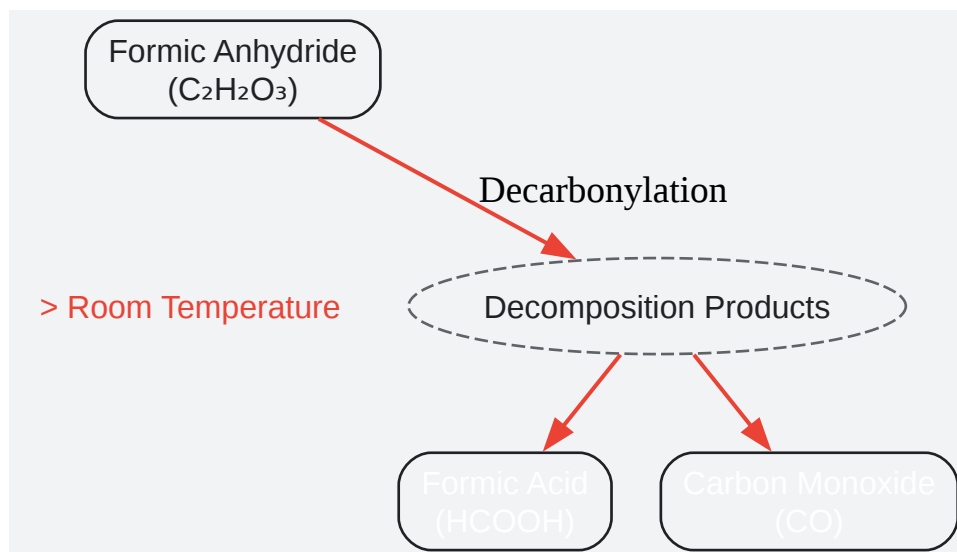 Formic Anhydride
(C₂H₂O₃)
Decarbonylation
> Room Temperature
Decomposition Products
Formic Acid
(HCOOH)
Carbon Monoxide
(CO)